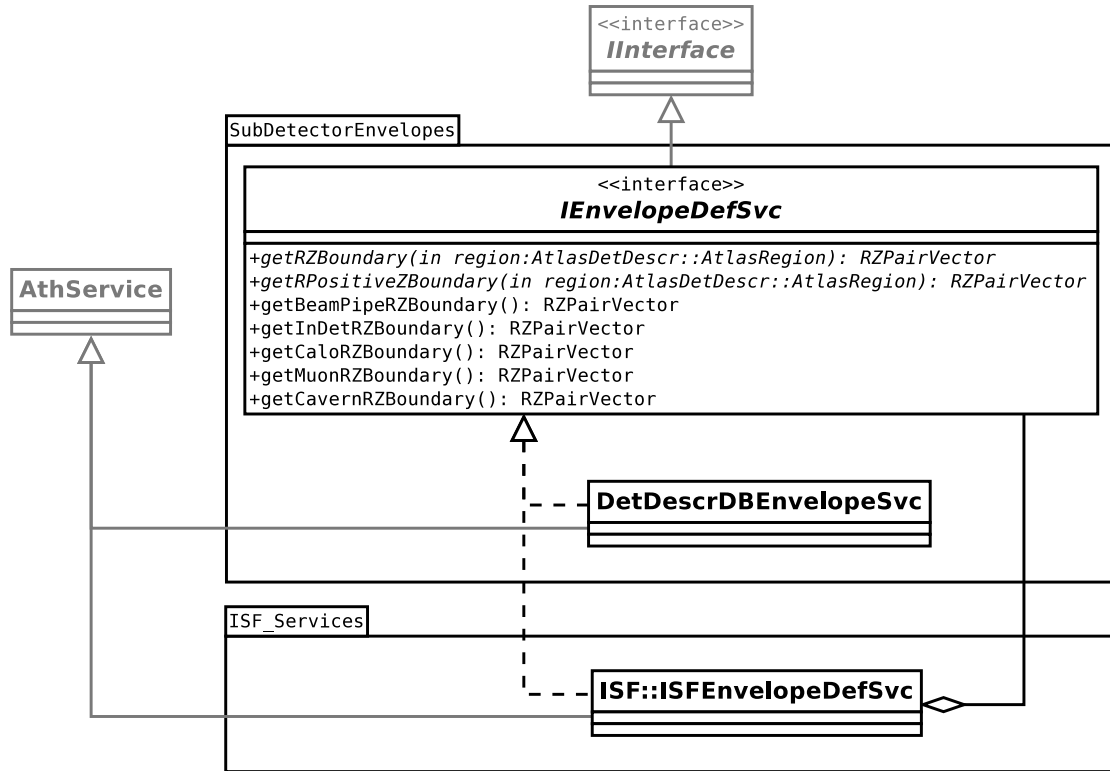 <<interface>>
IInterface
SubDetectorEnvelopes
<<interface>>
IEnvelopeDefSvc
+getRZBoundary(in region:AtlasDetDescr::AtlasRegion): RZPairVector
+getRPositiveZBoundary(in region:AtlasDetDescr::AtlasRegion): RZPairVector
+getBeamPipeRZBoundary(): RZPairVector
+getInDetRZBoundary(): RZPairVector
+getCaloRZBoundary(): RZPairVector
+getMuonRZBoundary(): RZPairVector
+getCavernRZBoundary(): RZPairVector
AthService
DetDescrDBEnvelopeSvc
ISF_Services
ISF::ISFEnvelopeDefSvc